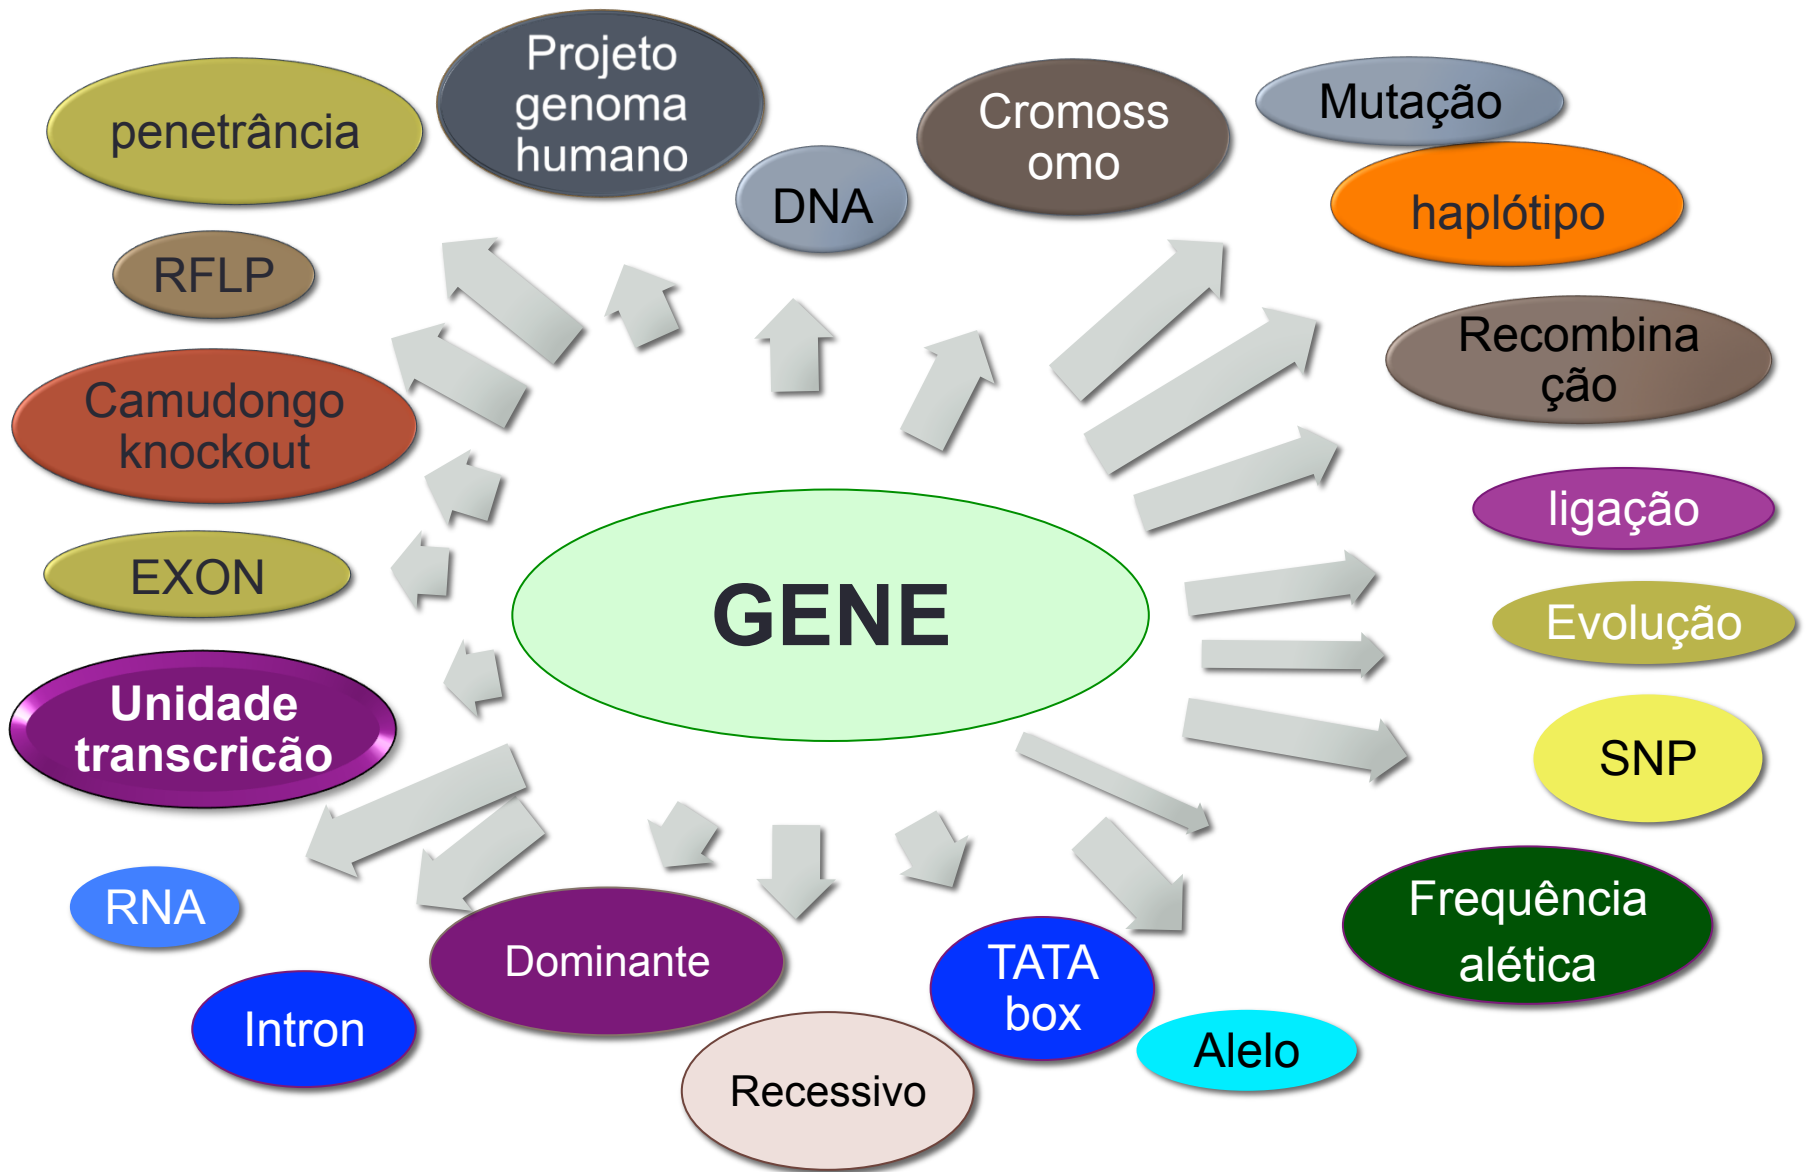 Projeto
genoma
humano
penetrância
Cromoss
omo
Mutação
DNA
haplótipo
RFLP
Recombina
ção
Camudongo
knockout
ligação
EXON
GENE
Evolução
Unidade
transcricão
SNP
RNA
Frequência
alética
Dominante
TATA
box
Intron
Alelo
Recessivo